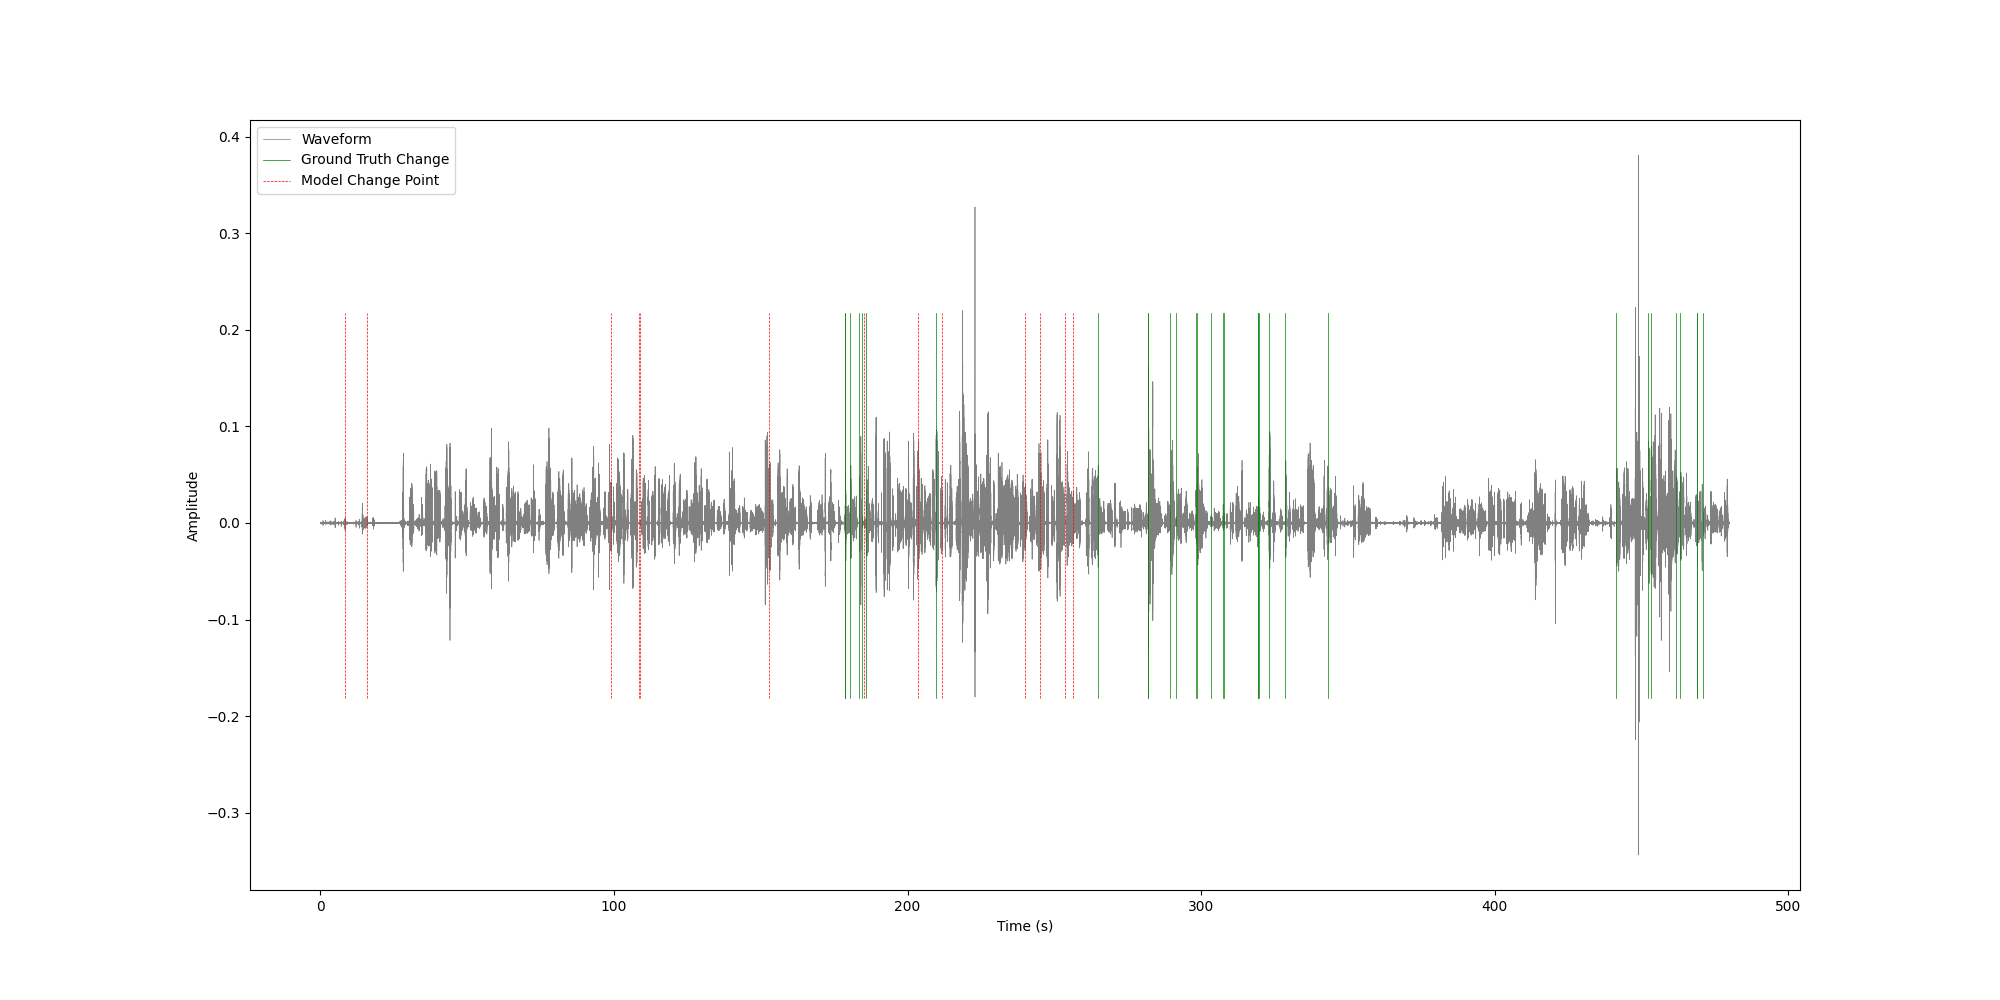 Waveform
Ground Truth Change
Model Change Point
0.4
0.3
0.2
0.1
0.0
−0.1
−0.2
−0.3
Amplitude
0 100 200 300 400 500
Time (s)